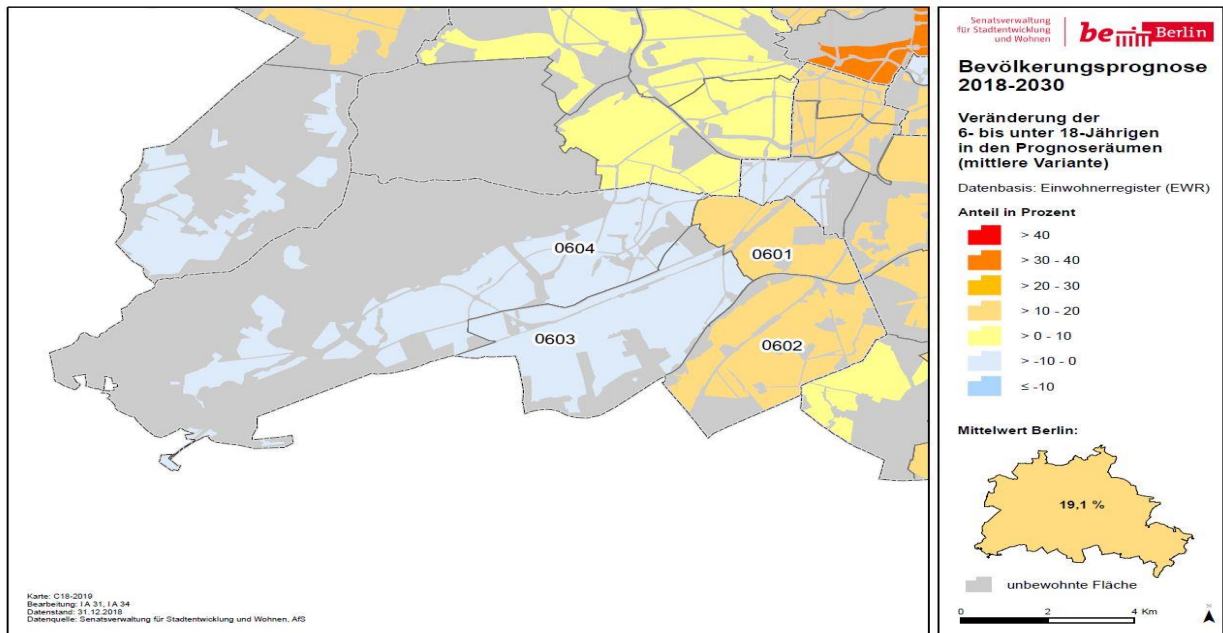 0604
0601
0603
0602
Karte: C18-2019
Bearbeitung: I A 31, I A 34
Datenstand: 31.12.2018
Datenquelle: Senatsverwaltung für Stadtentwicklung und Wohnen, AfS
Senatsverwaltung
für Stadtentwicklung
und Wohnen
be Berlin
Bevölkerungsprognose
2018-2030
Veränderung der
6- bis unter 18-Jährigen
in den Prognoseräumen
(mittlere Variante)
Datenbasis: Einwohnerregister (EWR)
Anteil in Prozent
> 40
> 30 - 40
> 20 - 30
> 10 - 20
> 0 - 10
> -10 - 0
≤ -10
Mittelwert Berlin:
19,1 %
unbewohnte Fläche
0 2 4 Km